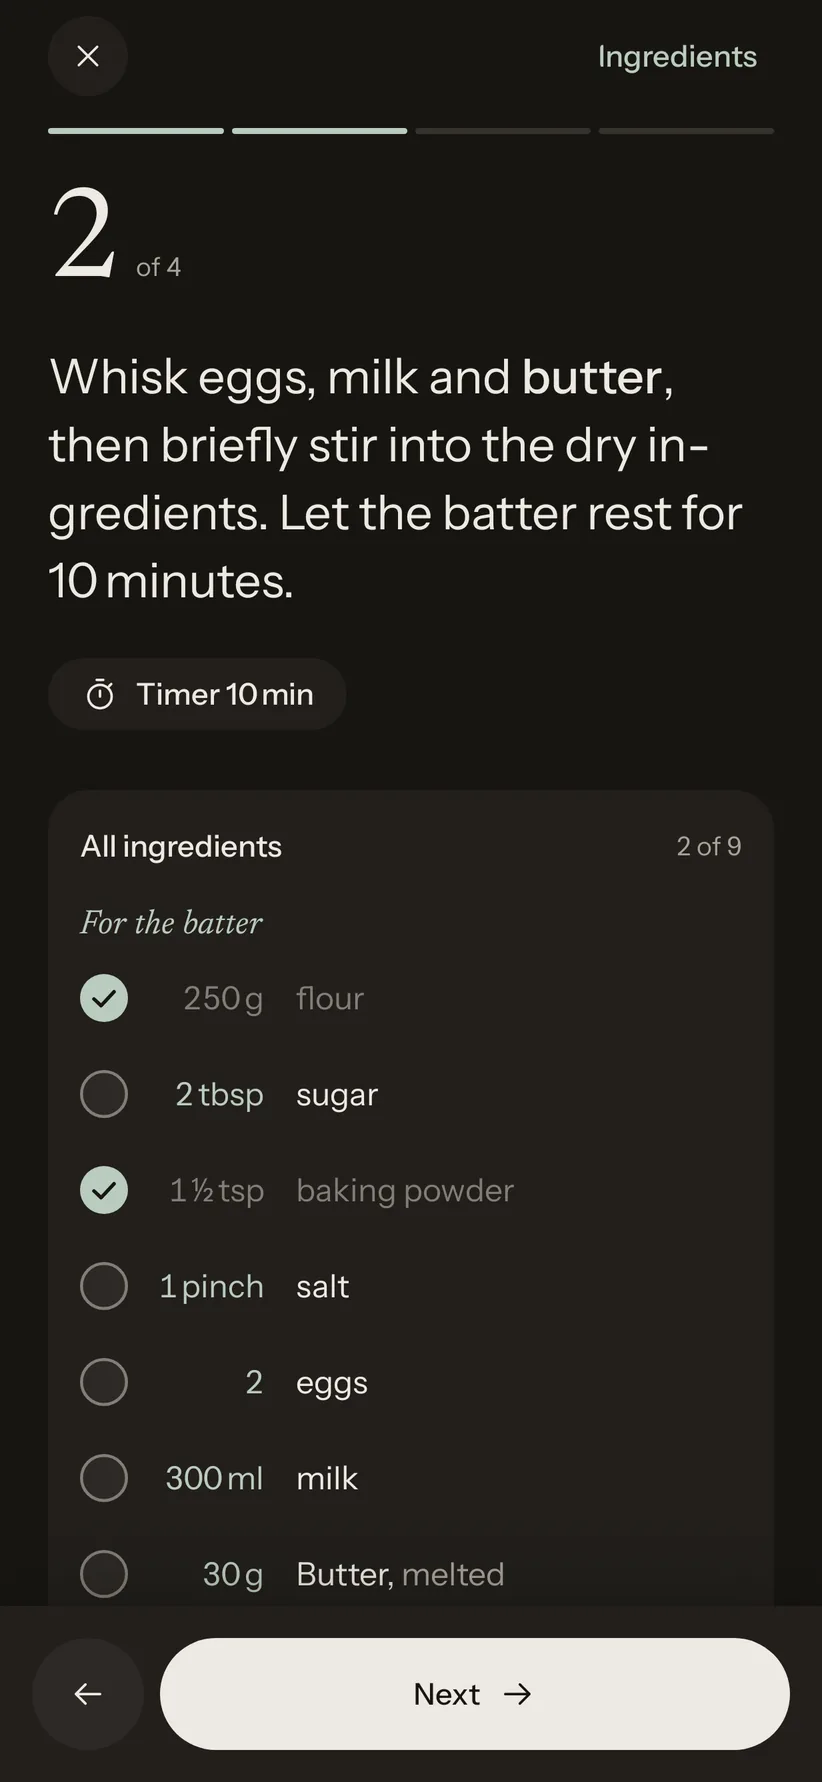 Ingredients
2 of 4
Whisk eggs, milk and butter,
then briefly stir into the dry in-
gredients. Let the batter rest for
10 minutes.
Timer 10 min
All ingredients 2 of 9
For the batter
250 g flour
2 tbsp sugar
1 ½ tsp baking powder
1 pinch salt
2 eggs
300 ml milk
30 g Butter, melted
Next